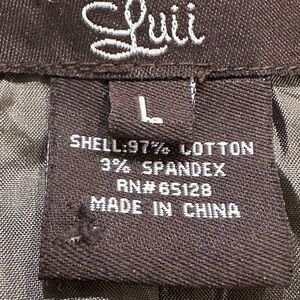 Luii
L
SHELL:97% COTTON
3% SPANDEX
RN# 65128
MADE IN CHINA